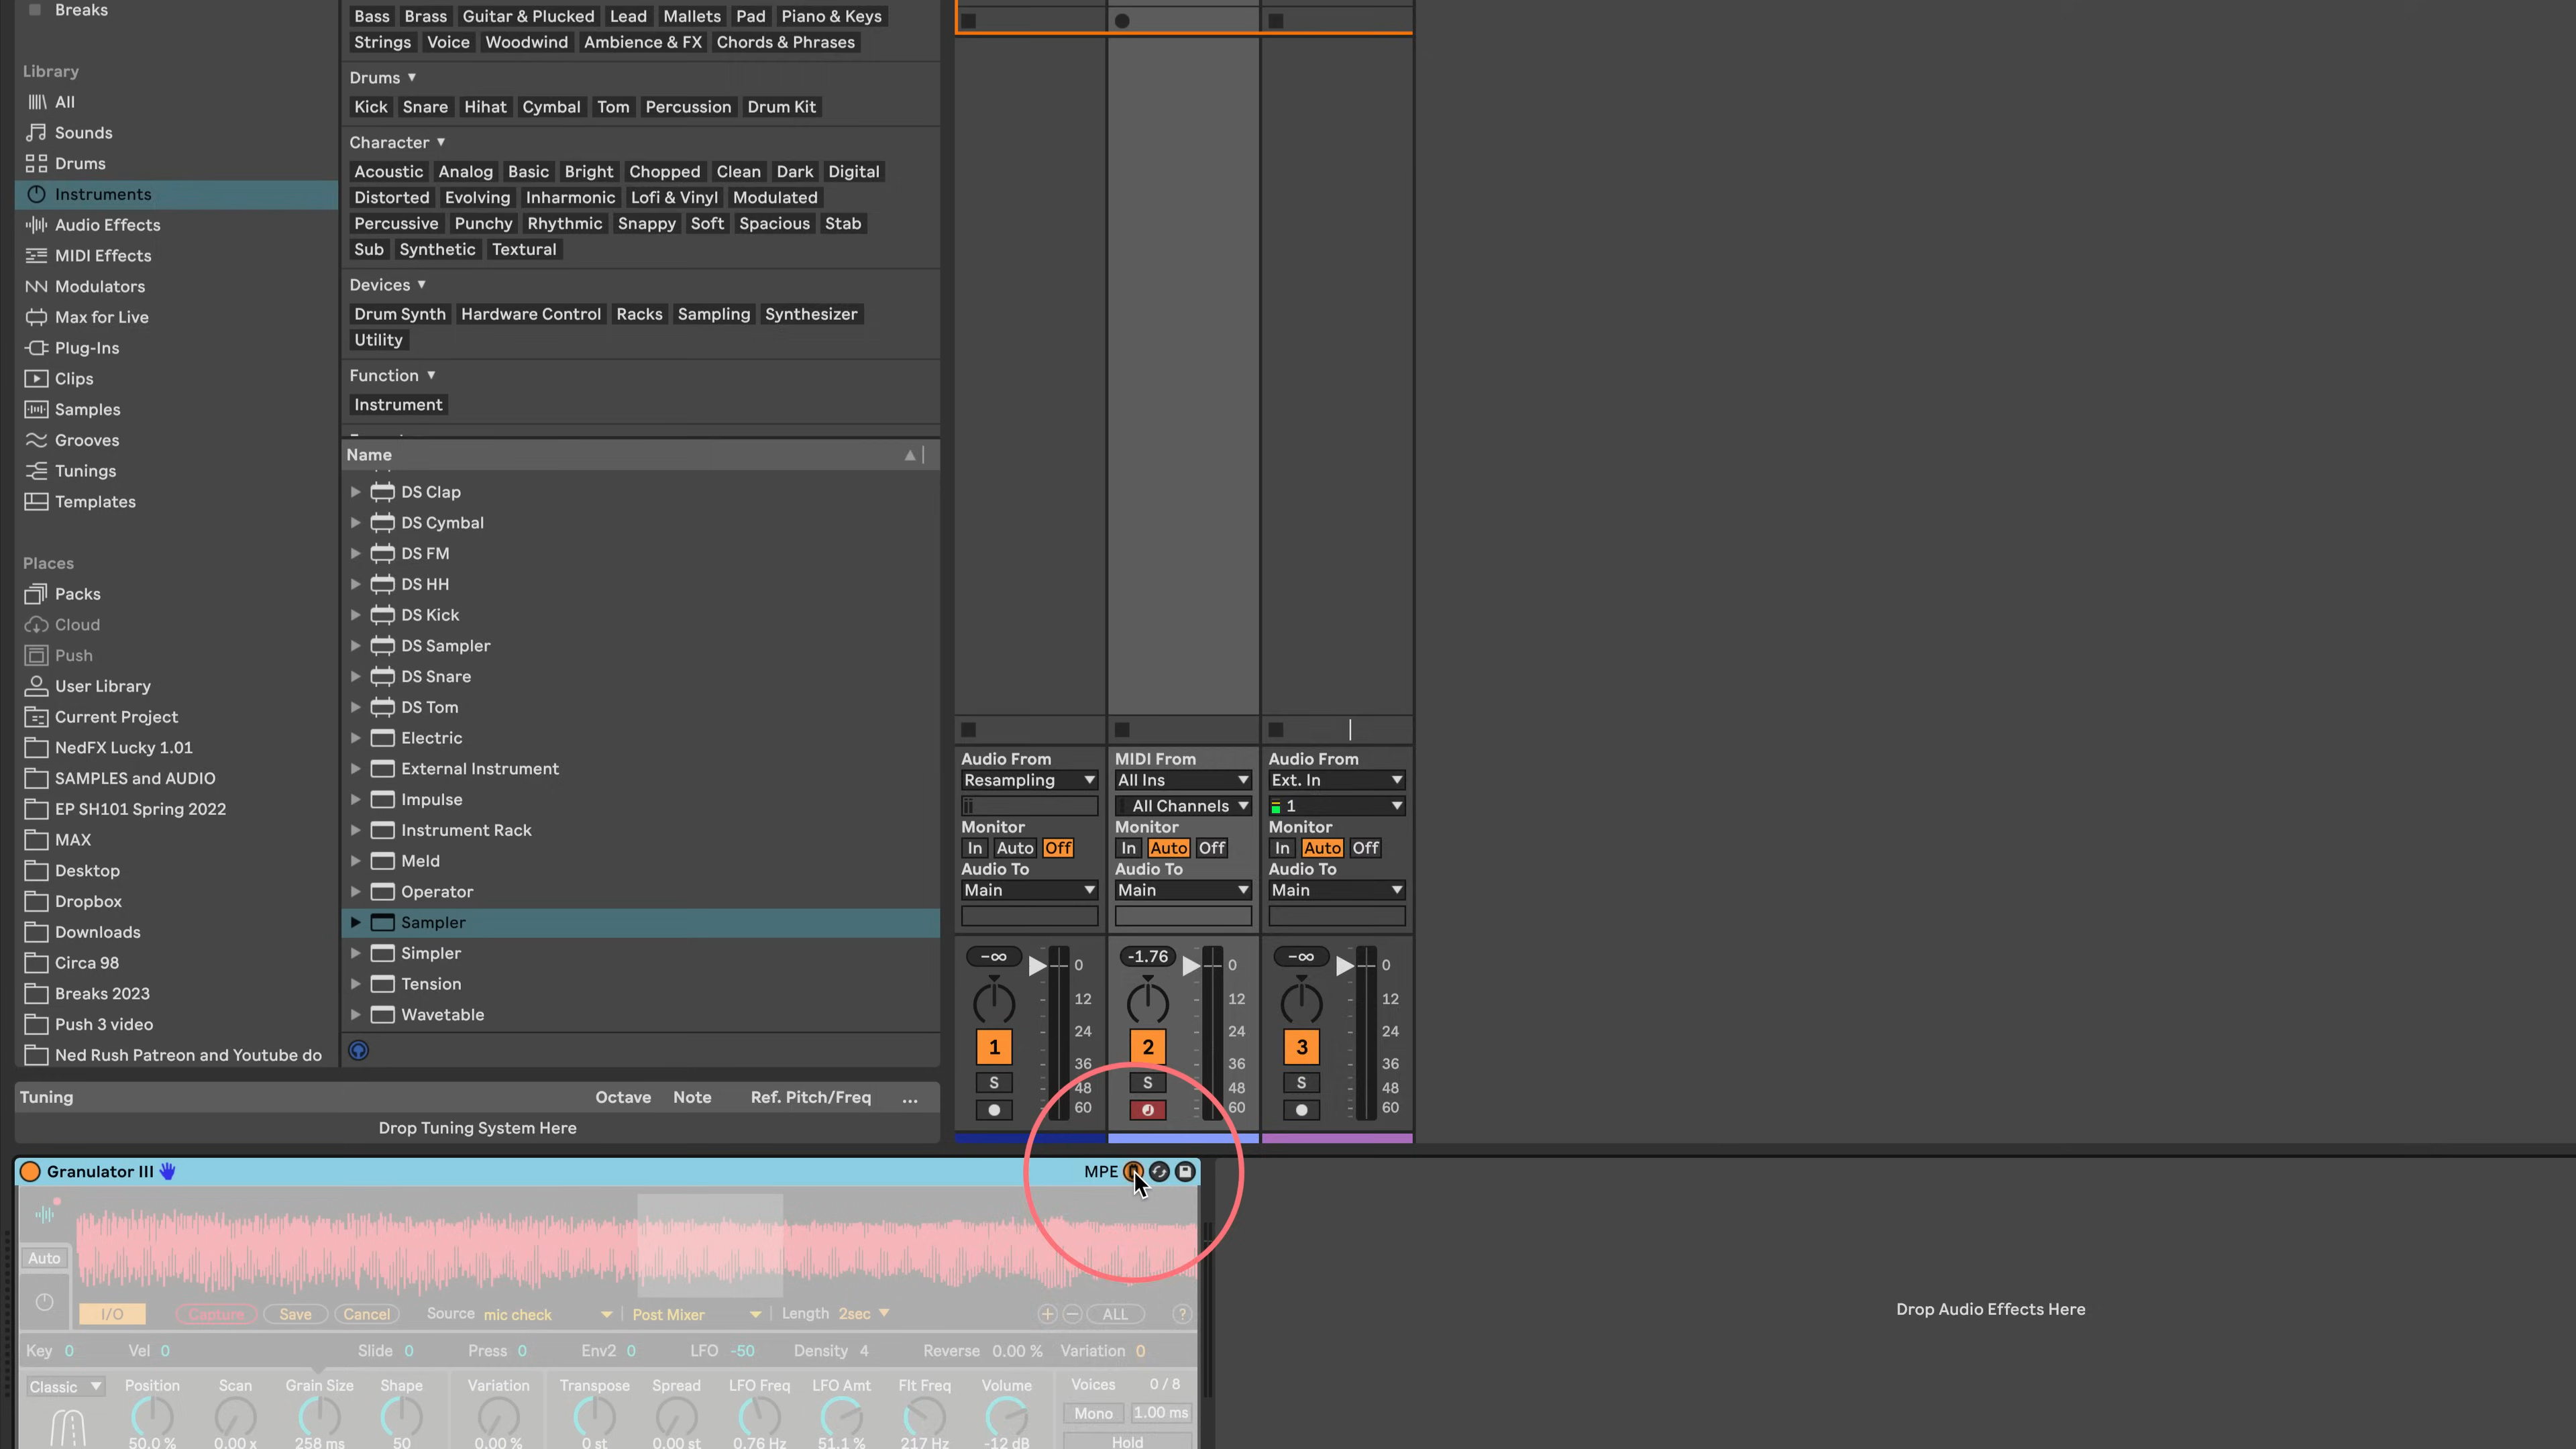 Breaks
Library
All
Sounds
Drums
Instruments
Audio Effects
MIDI Effects
Modulators
Max for Live
Plug-Ins
Clips
Samples
Grooves
Tunings
Templates
Places
Packs
Cloud
Push
User Library
Current Project
NedFX Lucky 1.01
SAMPLES and AUDIO
EP SH101 Spring 2022
MAX
Desktop
Dropbox
Downloads
Circa 98
Breaks 2023
Push 3 video
Ned Rush Patreon and Youtube do
Bass Brass Guitar & Plucked Lead Mallets Pad Piano & Keys
Strings Voice Woodwind Ambience & FX Chords & Phrases
Drums
Kick Snare Hihat Cymbal Tom Percussion Drum Kit
Character
Acoustic Analog Basic Bright Chopped Clean Dark Digital
Distorted Evolving Inharmonic Lofi & Vinyl Modulated
Percussive Punchy Rhythmic Snappy Soft Spacious Stab
Sub Synthetic Textural
Devices
Drum Synth Hardware Control Racks Sampling Synthesizer
Utility
Function
Instrument
Name
DS Clap
DS Cymbal
DS FM
DS HH
DS Kick
DS Sampler
DS Snare
DS Tom
Electric
External Instrument
Impulse
Instrument Rack
Meld
Operator
Sampler
Simpler
Tension
Wavetable
Tuning Octave Note Ref. Pitch/Freq ...
Drop Tuning System Here
Audio From MIDI From Audio From
Resampling All Ins Ext. In
All Channels 1
Monitor Monitor Monitor
In Auto Off In Auto Off In Auto Off
Audio To Audio To Audio To
Main Main Main
-∞ 0 -1.76 0 -∞ 0
12 12 12
24 24 24
1 2 3
36 36 36
S 48 S 48 S 48
60 60 60
Granulator III MPE
Auto
I/O Capture Save Cancel Source mic check Post Mixer Length 2sec + − ALL ?
Key 0 Vel 0 Slide 0 Press 0 Env2 0 LFO -50 Density 4 Reverse 0.00 % Variation 0
Classic Position Scan Grain Size Shape Variation Transpose Spread LFO Freq LFO Amt Flt Freq Volume Voices 0 / 8
Mono 1.00 ms
50.0 % 0.00 x 258 ms 50 0.00 % 0 st 0.00 st 0.76 Hz 51.1 % 217 Hz -12 dB Hold
Drop Audio Effects Here